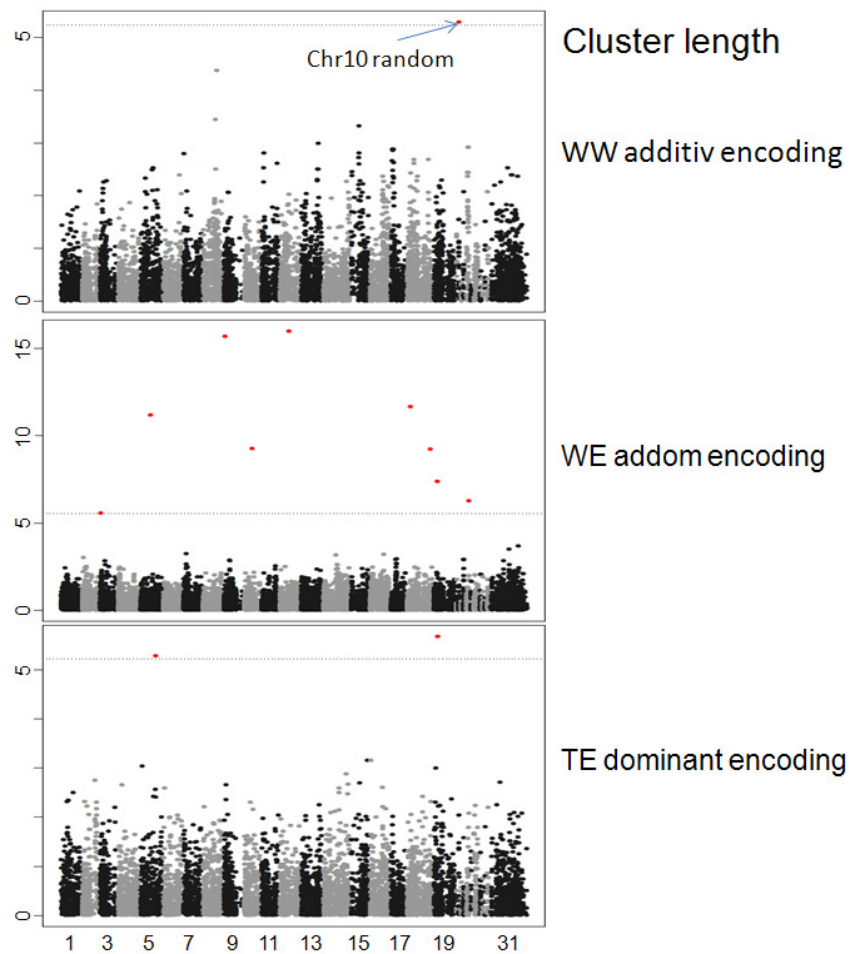 5
Chr10 random
Cluster length
WW additiv encoding
0
15
10
WE addom encoding
5
0
5
TE dominant encoding
0
1 3 5 7 9 11 13 15 17 19 31